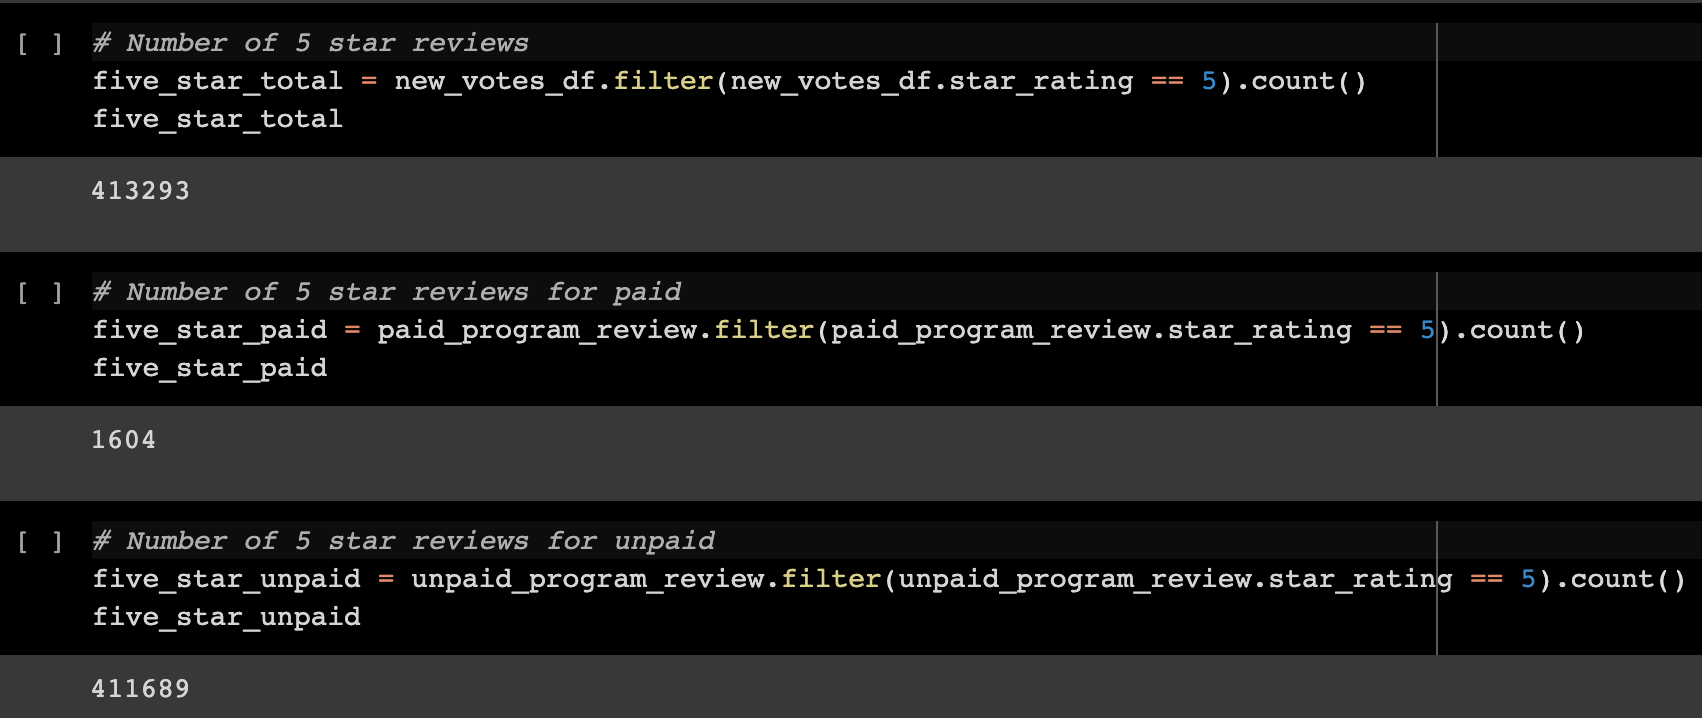 [ ] # Number of 5 star reviews
five_star_total = new_votes_df.filter(new_votes_df.star_rating == 5).count()
five_star_total
413293
[ ] # Number of 5 star reviews for paid
five_star_paid = paid_program_review.filter(paid_program_review.star_rating == 5).count()
five_star_paid
1604
[ ] # Number of 5 star reviews for unpaid
five_star_unpaid = unpaid_program_review.filter(unpaid_program_review.star_rating == 5).count()
five_star_unpaid
411689